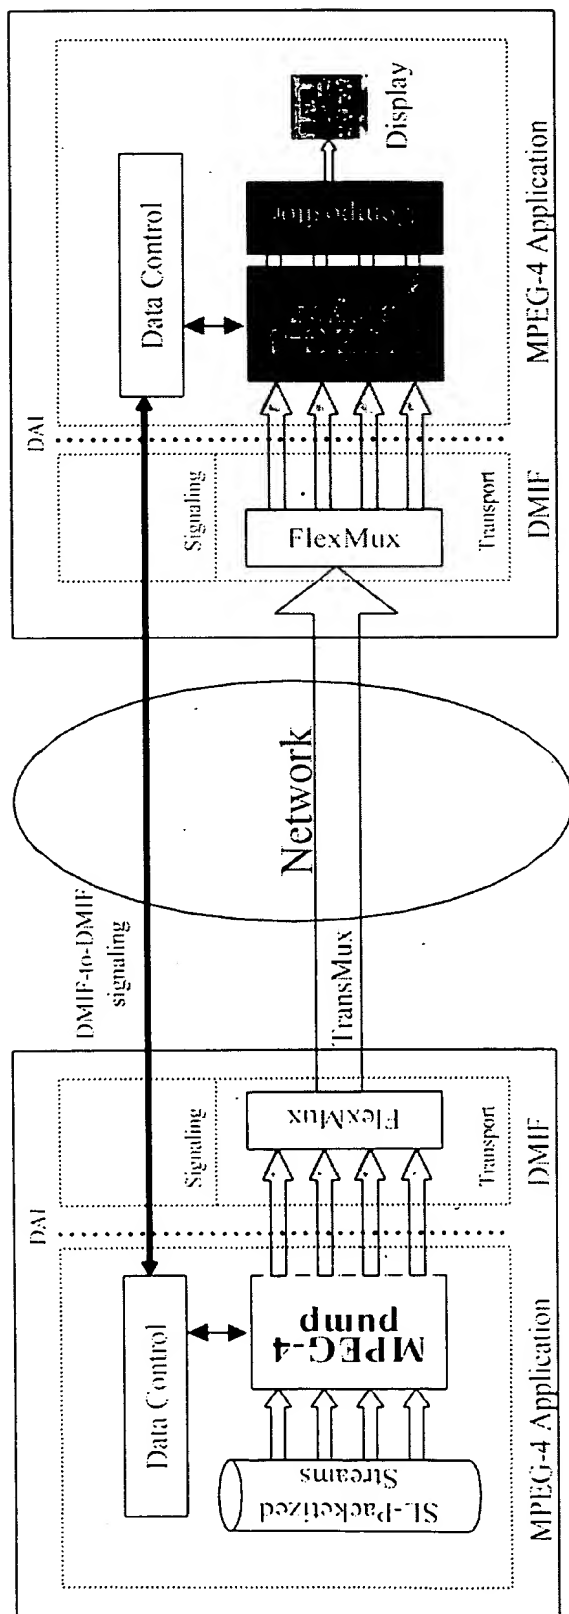 DAI
Data Control
MPEG-4
pump
SL-Packetized
Streams
MPEG-4 Application
Signaling
FlexMux
Transport
DMIF
DMIF-to-DMIF
signaling
TransMux
Network
DAI
Signaling
FlexMux
Transport
DMIF
Data Control
Compositor
Display
MPEG-4 Application